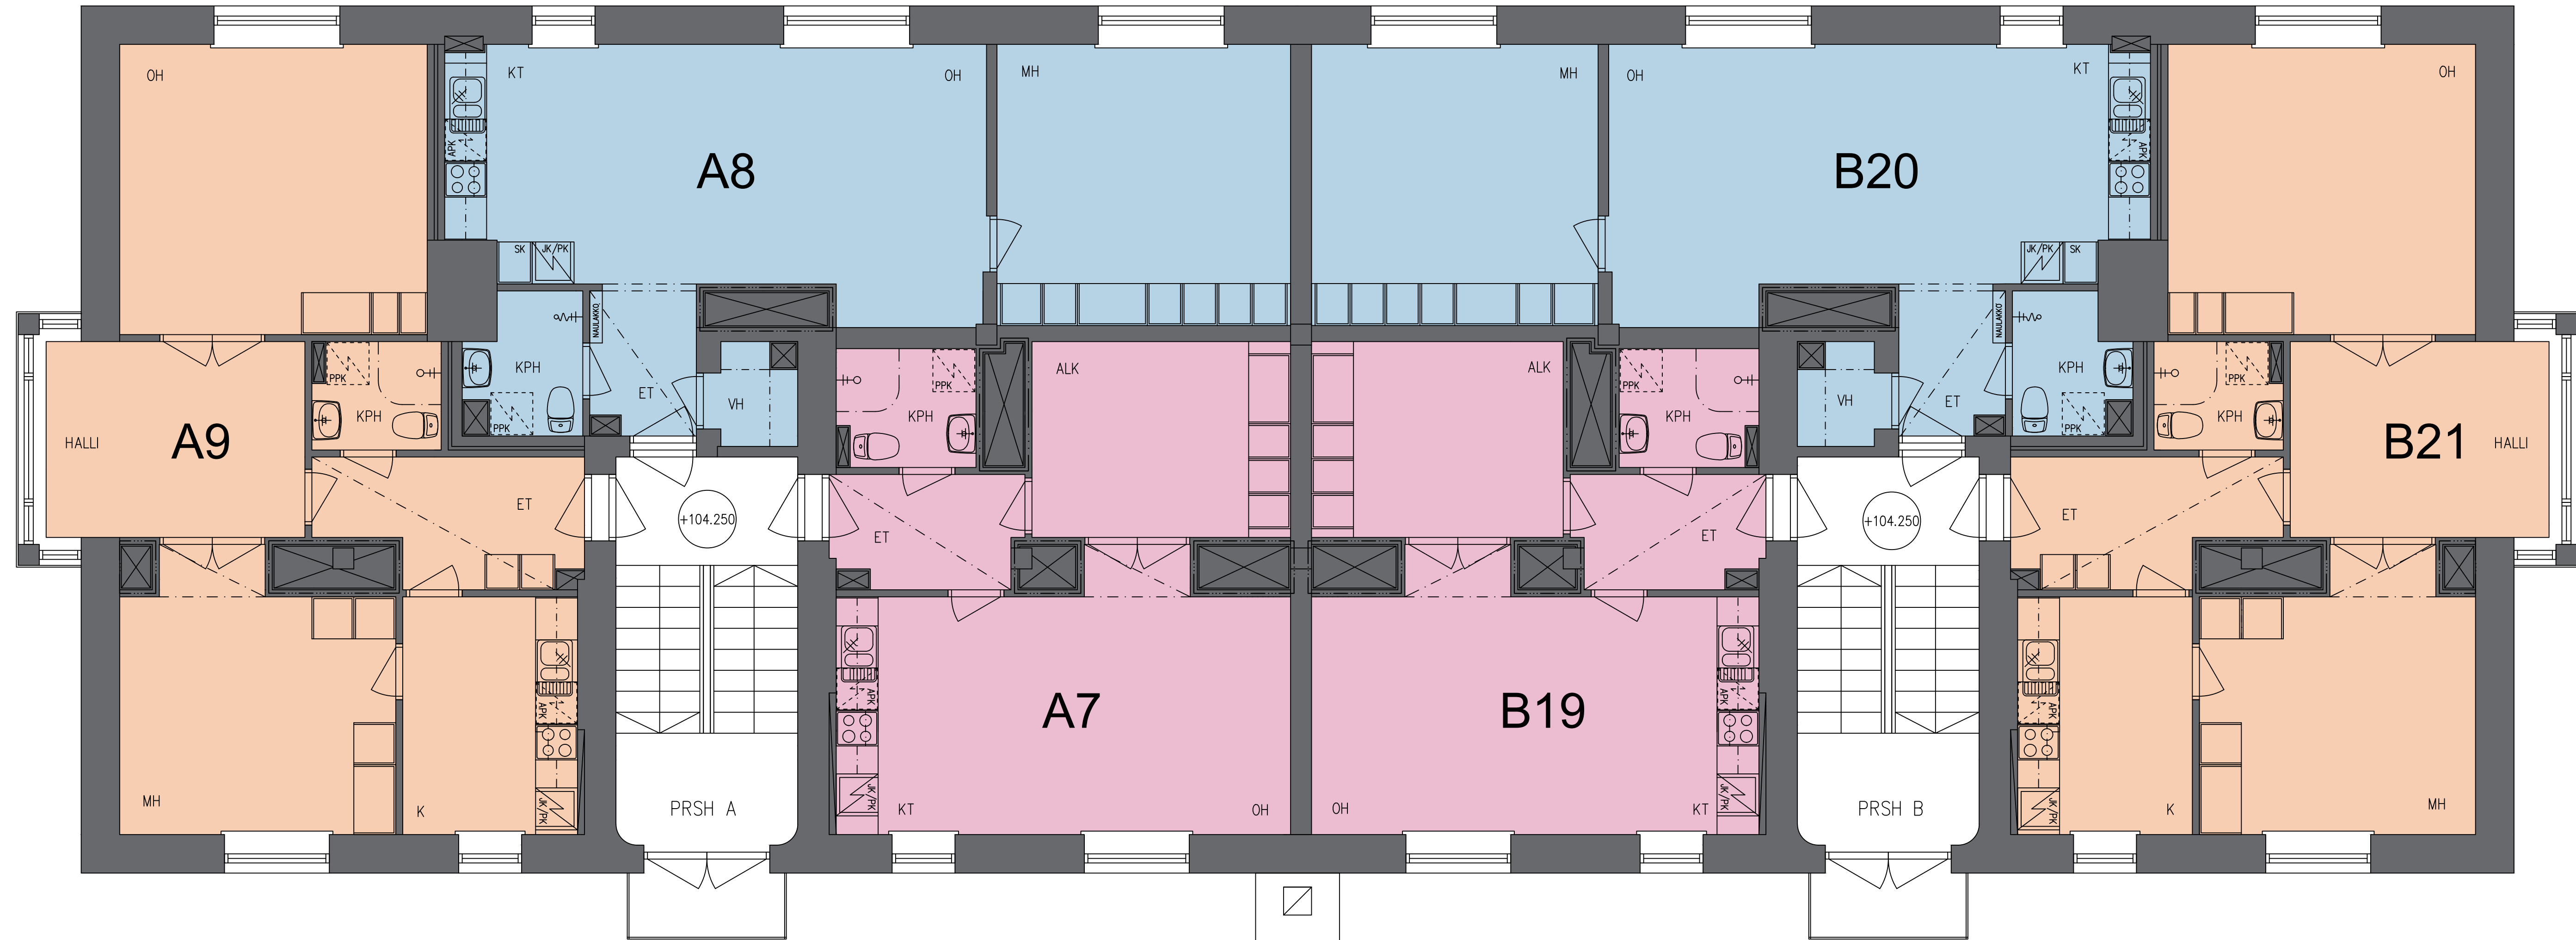 OH
KT
OH
MH
MH
OH
KT
OH
APK
APK
A8
B20
SK
JK/PK
JK/PK
SK
NAULAKKO
NAULAKKO
PPK
KPH
KPH
PPK
ET
VH
PPK
KPH
ALK
ALK
PPK
KPH
VH
ET
KPH
PPK
PPK
KPH
HALLI
A9
B21
HALLI
ET
+104.250
ET
ET
+104.250
ET
APK
APK
APK
APK
A7
B19
JK/PK
JK/PK
JK/PK
JK/PK
MH
K
PRSH A
KT
OH
OH
KT
PRSH B
K
MH